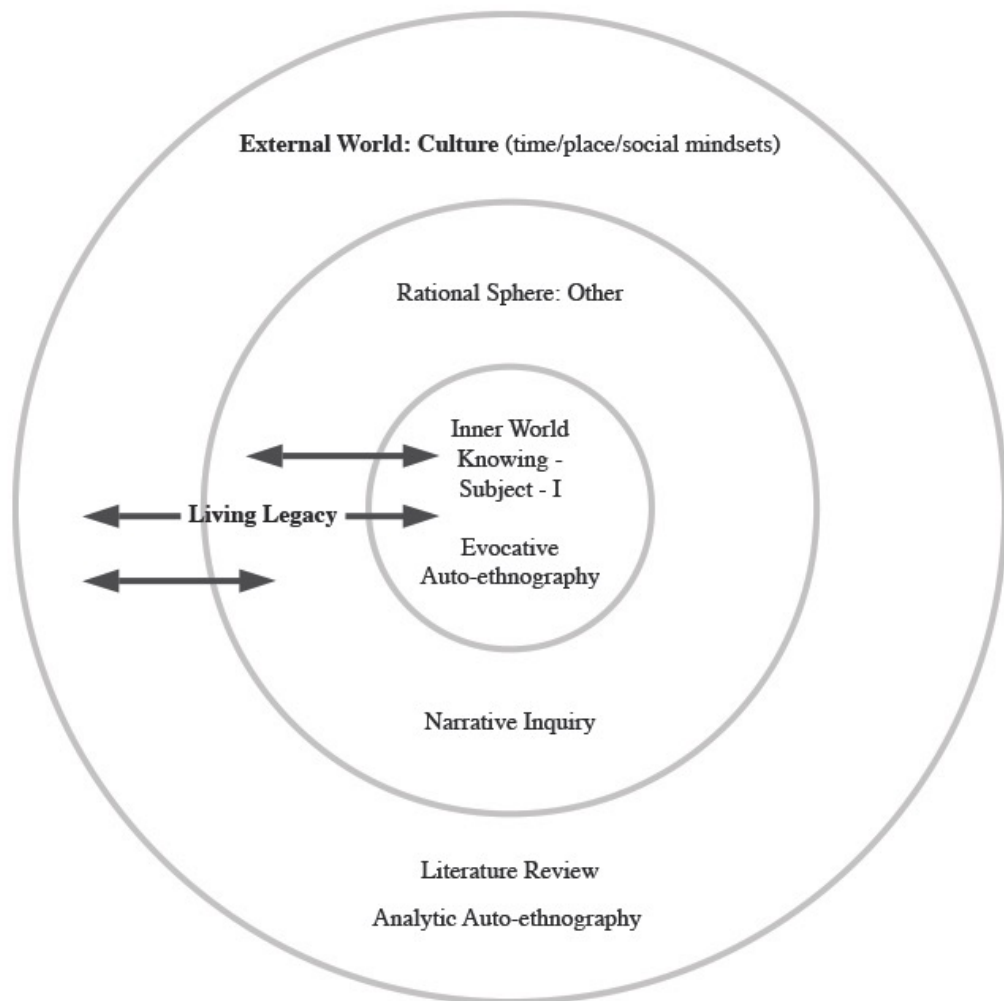 External World: Culture (time/place/social mindsets)
Rational Sphere: Other
Inner World
Knowing -
Subject - I
Living Legacy
Evocative
Auto-ethnography
Narrative Inquiry
Literature Review
Analytic Auto-ethnography